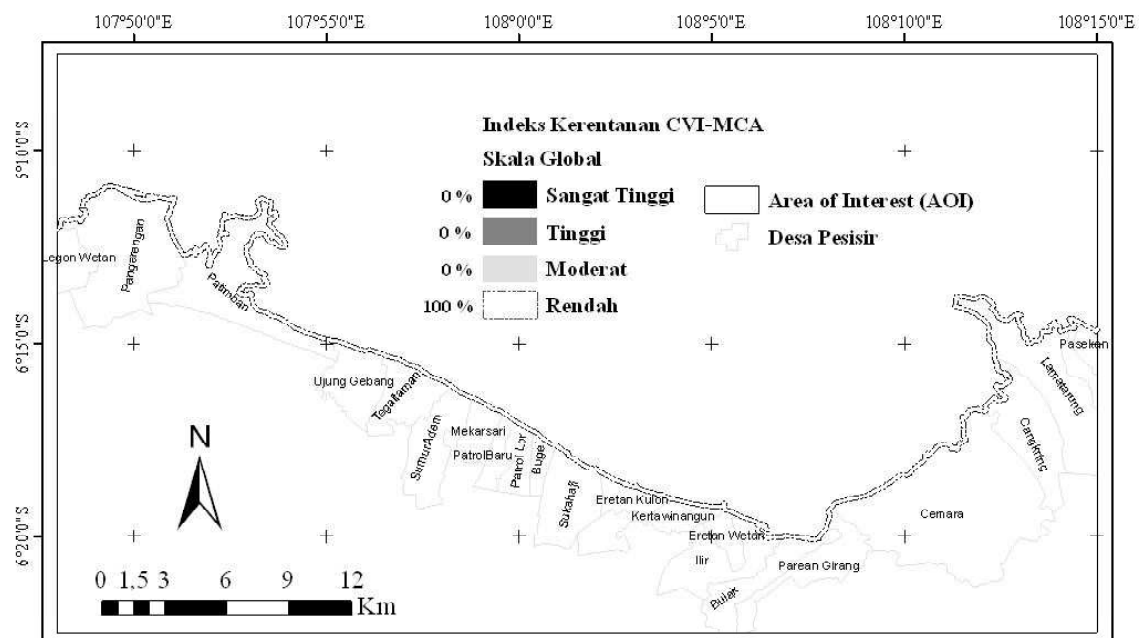 107°50'0"E 107°55'0"E 108°0'0"E 108°5'0"E 108°10'0"E 108°15'0"E
Indeks Kerentanan CVI-MCA
Skala Global
0 % Sangat Tinggi
0 % Tinggi
0 % Moderat
100 % Rendah
Area of Interest (AOI)
Desa Pesisir
6°10'0"S
6°15'0"S
6°20'0"S
Legon Wetan
Pangarengan
Patimban
Ujung Gebang
Tegaltaman
SumurAdem
Mekarsari
PatrolBaru
Patrol Lor
Bugel
Sukahaji
Eretan Kulon
Kertawinangun
Eretan Wetan
Ilir
Bulak
Parean Girang
Cemara
Cangkring
Lamatarung
Pasekan
N
0 1,5 3 6 9 12
Km